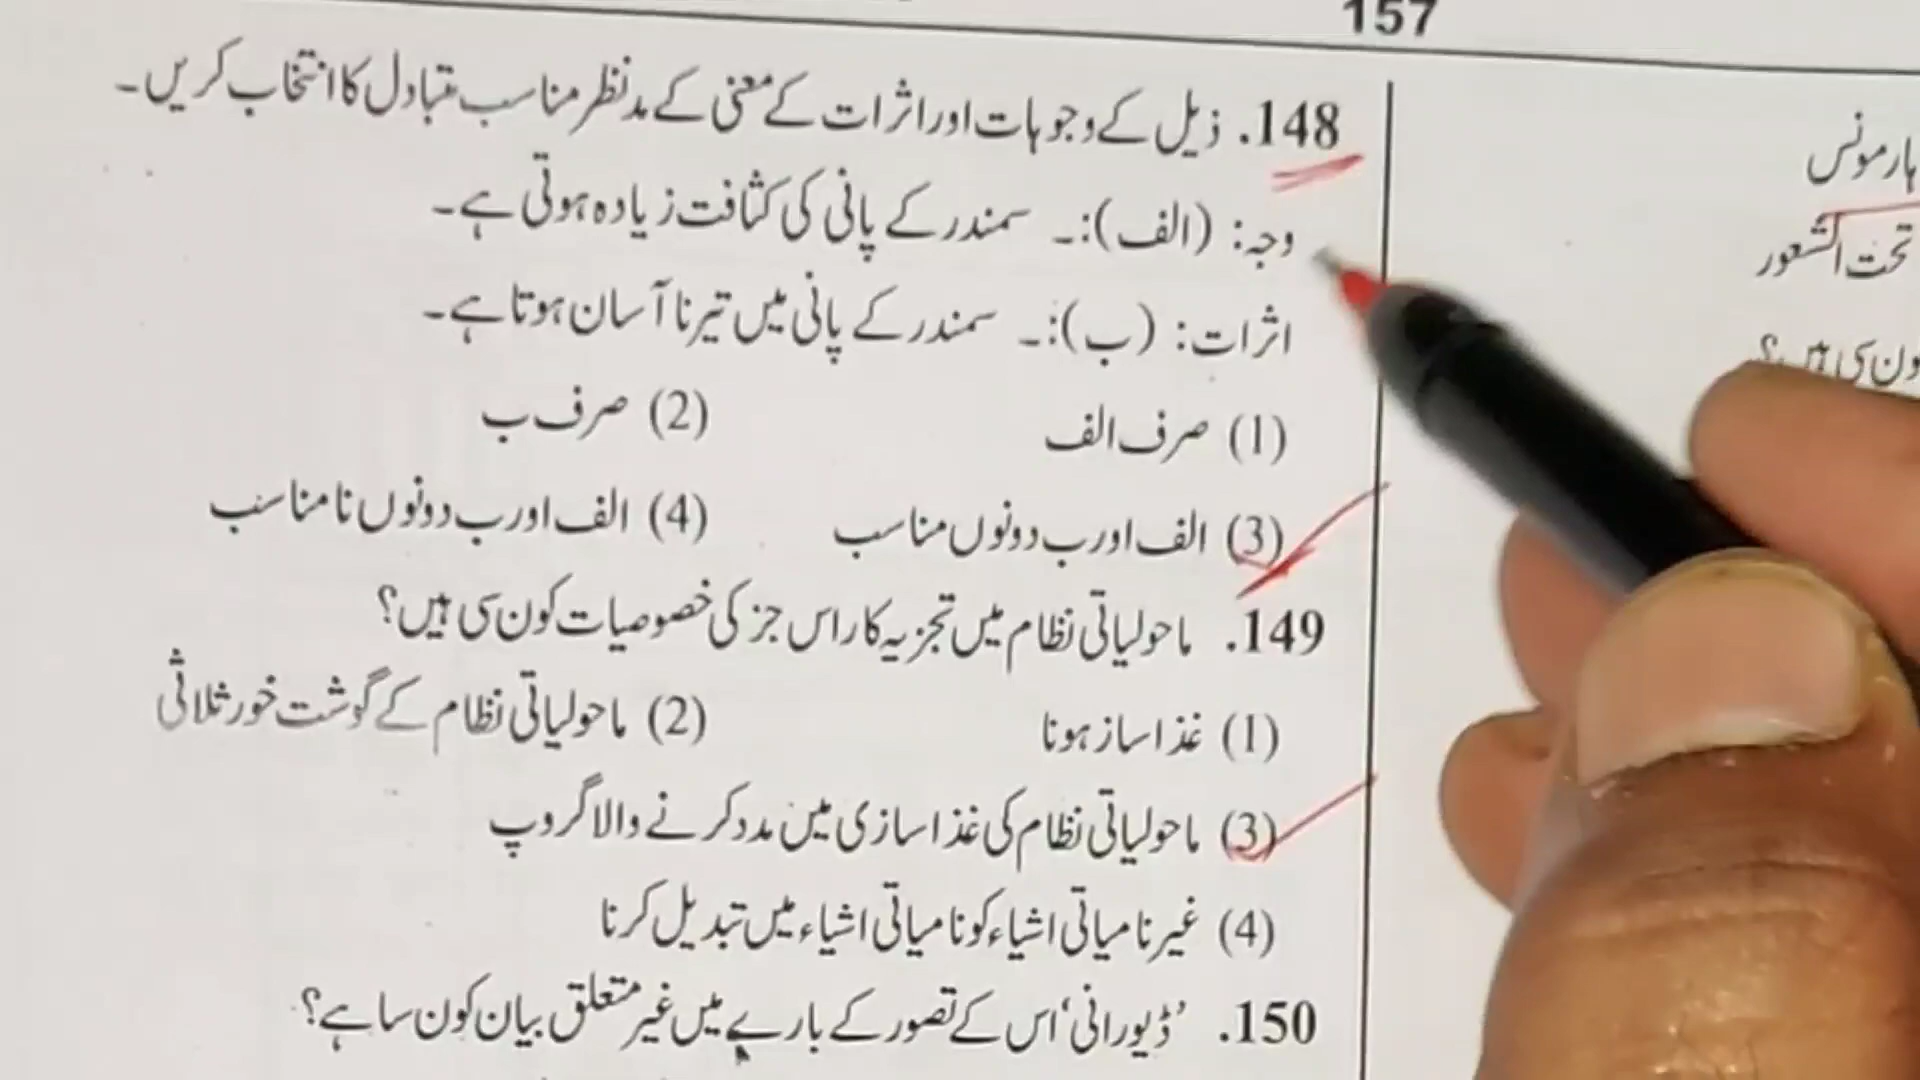 157
148. ذیل کے وجوہات اور اثرات کے معنی کے مدنظر مناسب متبادل کا انتخاب کریں۔
وجہ: (الف):۔ سمندر کے پانی کی کثافت زیادہ ہوتی ہے۔
اثرات: (ب):۔ سمندر کے پانی میں تیرنا آسان ہوتا ہے۔
(1) صرف الف (2) صرف ب
(3) الف اور ب دونوں مناسب (4) الف اور ب دونوں نامناسب
149. ماحولیاتی نظام میں تجزیہ کار اس جز کی خصوصیات کون سی ہیں؟
(1) غذا ساز ہونا (2) ماحولیاتی نظام کے گوشت خور ثلاثی
(3) ماحولیاتی نظام کی غذا سازی میں مدد کرنے والا گروپ
(4) غیر نامیاتی اشیاء کو نامیاتی اشیاء میں تبدیل کرنا
150. ’ڈیورانی‘ اس کے تصور کے بارے میں غیر متعلق بیان کون سا ہے؟
ہارمونس
تحت الشعور
ون سی ہیں؟